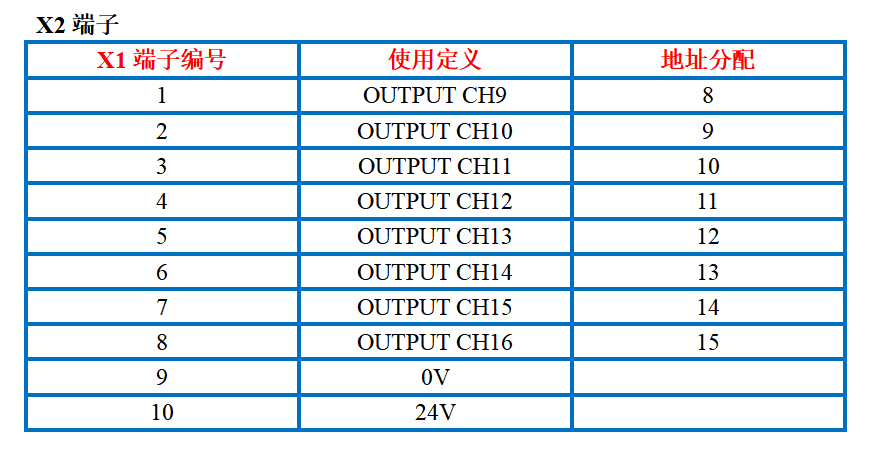 X2 端子
X1 端子编号 使用定义 地址分配
1 OUTPUT CH9 8
2 OUTPUT CH10 9
3 OUTPUT CH11 10
4 OUTPUT CH12 11
5 OUTPUT CH13 12
6 OUTPUT CH14 13
7 OUTPUT CH15 14
8 OUTPUT CH16 15
9 0V
10 24V